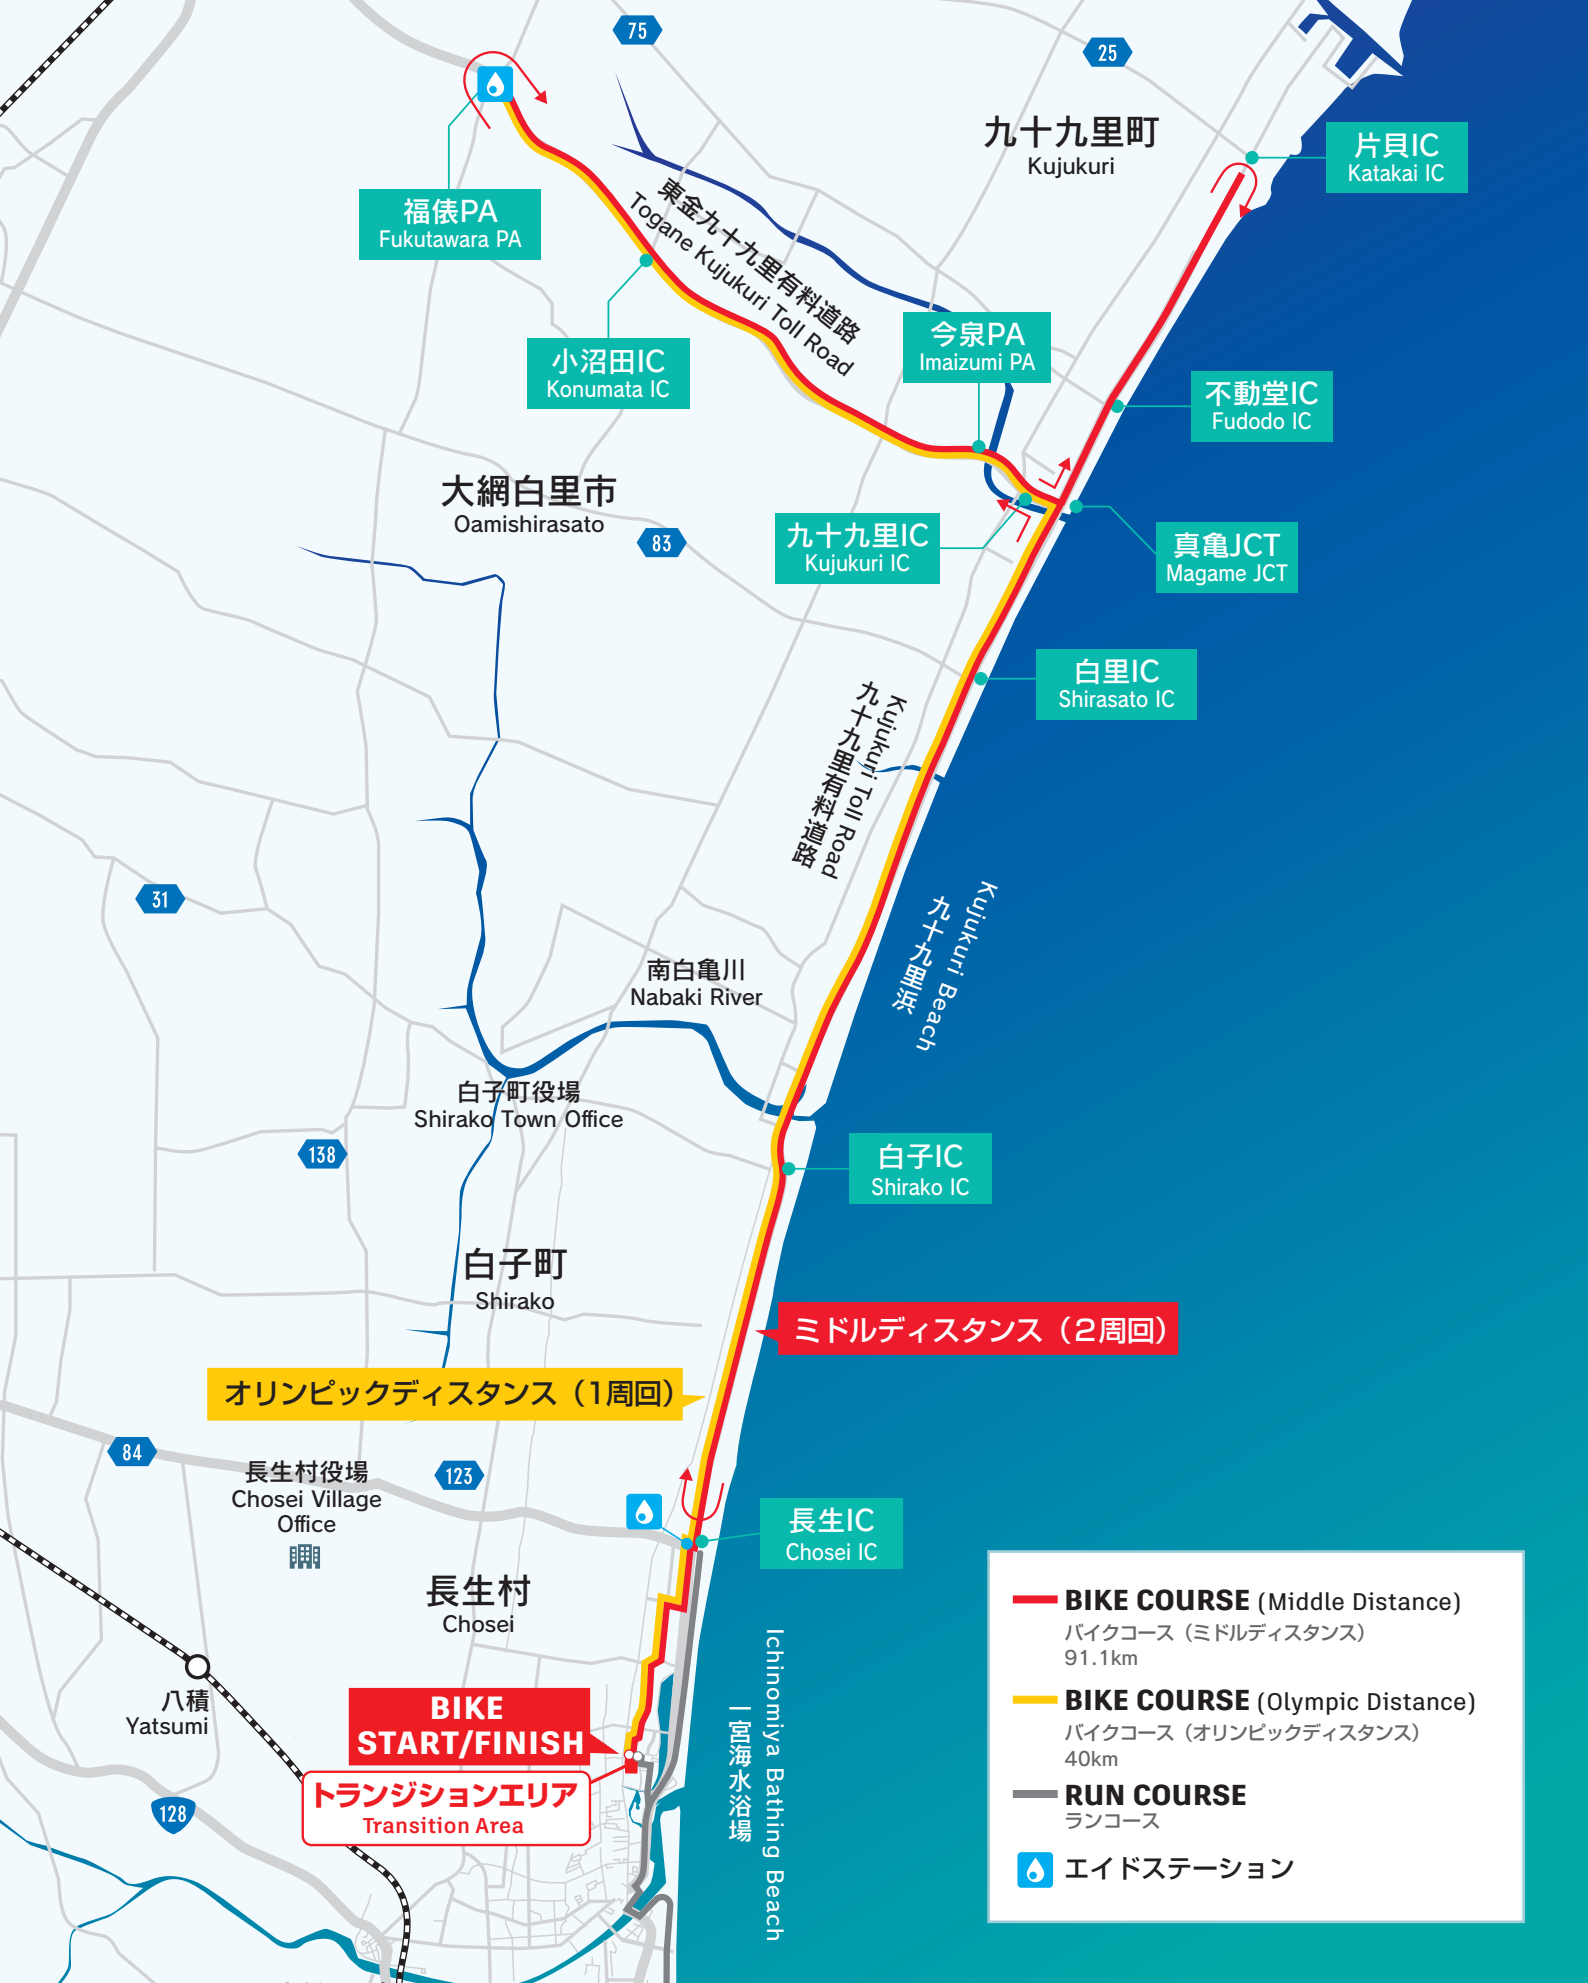 75
25
九十九里町
Kujukuri
片貝IC
Katakai IC
福俵PA
Fukutawara PA
東金九十九里有料道路
Togane Kujukuri Toll Road
小沼田IC
Konumata IC
今泉PA
Imaizumi PA
不動堂IC
Fudodo IC
大網白里市
Oamishirasato
83
九十九里IC
Kujukuri IC
真亀JCT
Magame JCT
白里IC
Shirasato IC
Kujukuri Toll Road
九十九里有料道路
31
Kujukuri Beach
九十九里浜
南白亀川
Nabaki River
白子町役場
Shirako Town Office
138
白子IC
Shirako IC
白子町
Shirako
ミドルディスタンス（2周回）
オリンピックディスタンス（1周回）
84
長生村役場
Chosei Village
Office
123
長生IC
Chosei IC
長生村
Chosei
八積
Yatsumi
BIKE
START/FINISH
トランジションエリア
Transition Area
128
Ichinomiya Bathing Beach
一宮海水浴場
BIKE COURSE (Middle Distance)
バイクコース（ミドルディスタンス）
91.1km
BIKE COURSE (Olympic Distance)
バイクコース（オリンピックディスタンス）
40km
RUN COURSE
ランコース
エイドステーション